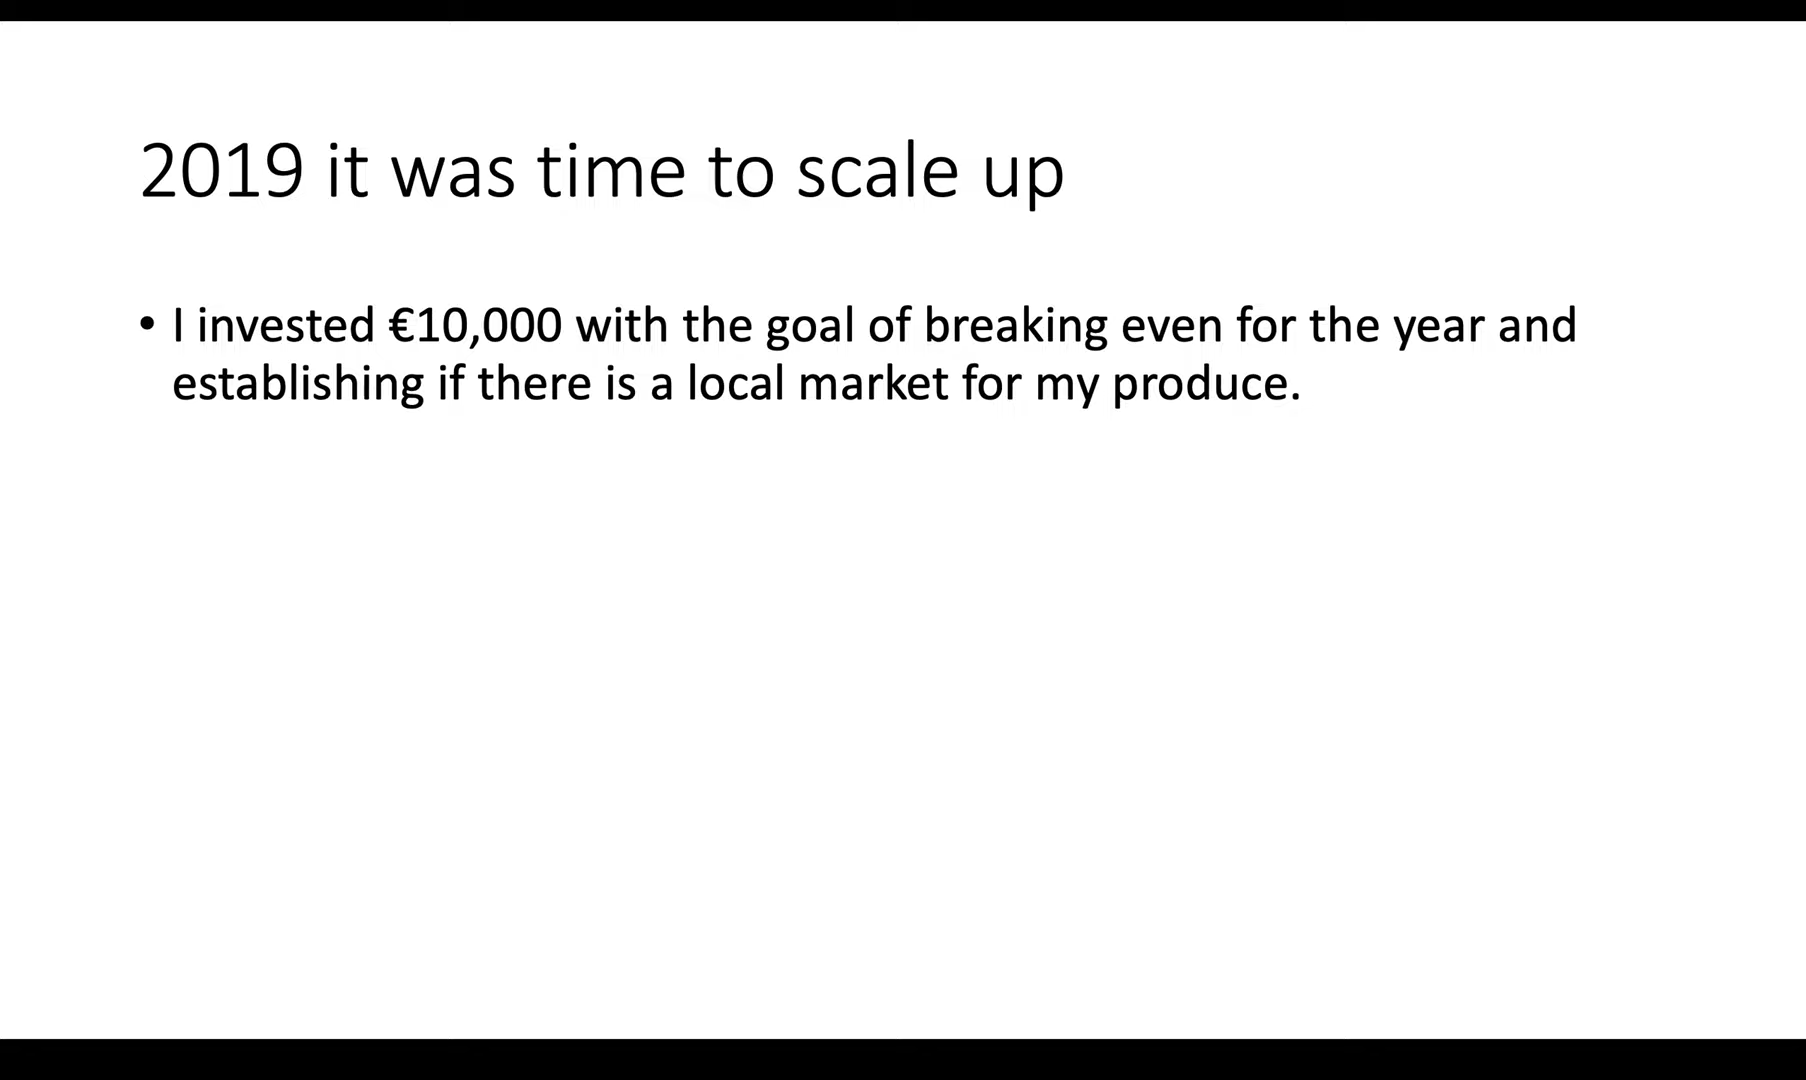 2019 it was time to scale up
• I invested €10,000 with the goal of breaking even for the year and
establishing if there is a local market for my produce.